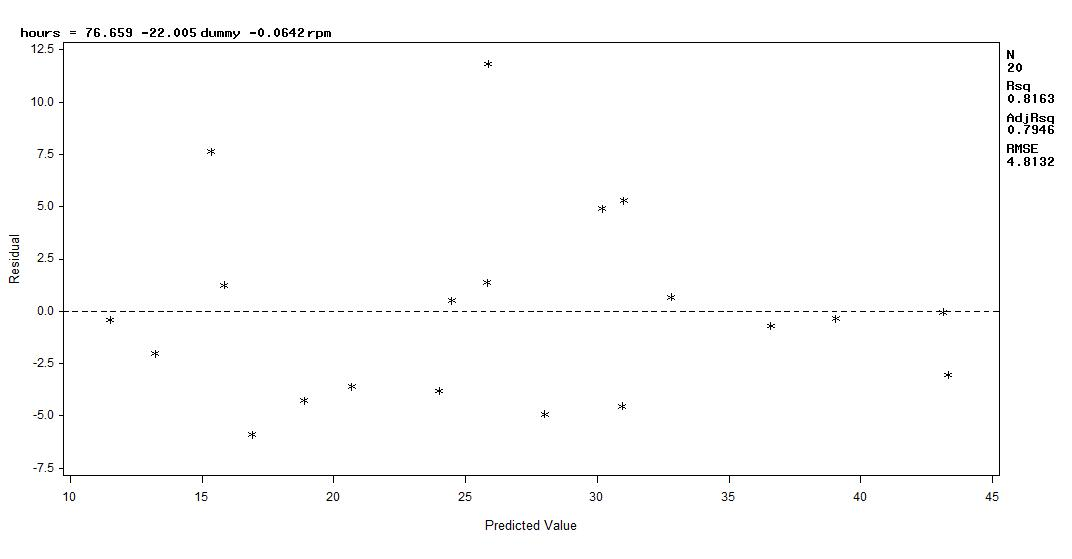 hours = 76.659 -22.005 dummy -0.0642 rpm
12.5
10.0
7.5
5.0
2.5
0.0
-2.5
-5.0
-7.5
Residual
10 15 20 25 30 35 40 45
Predicted Value
N
20
Rsq
0.8163
AdjRsq
0.7946
RMSE
4.8132